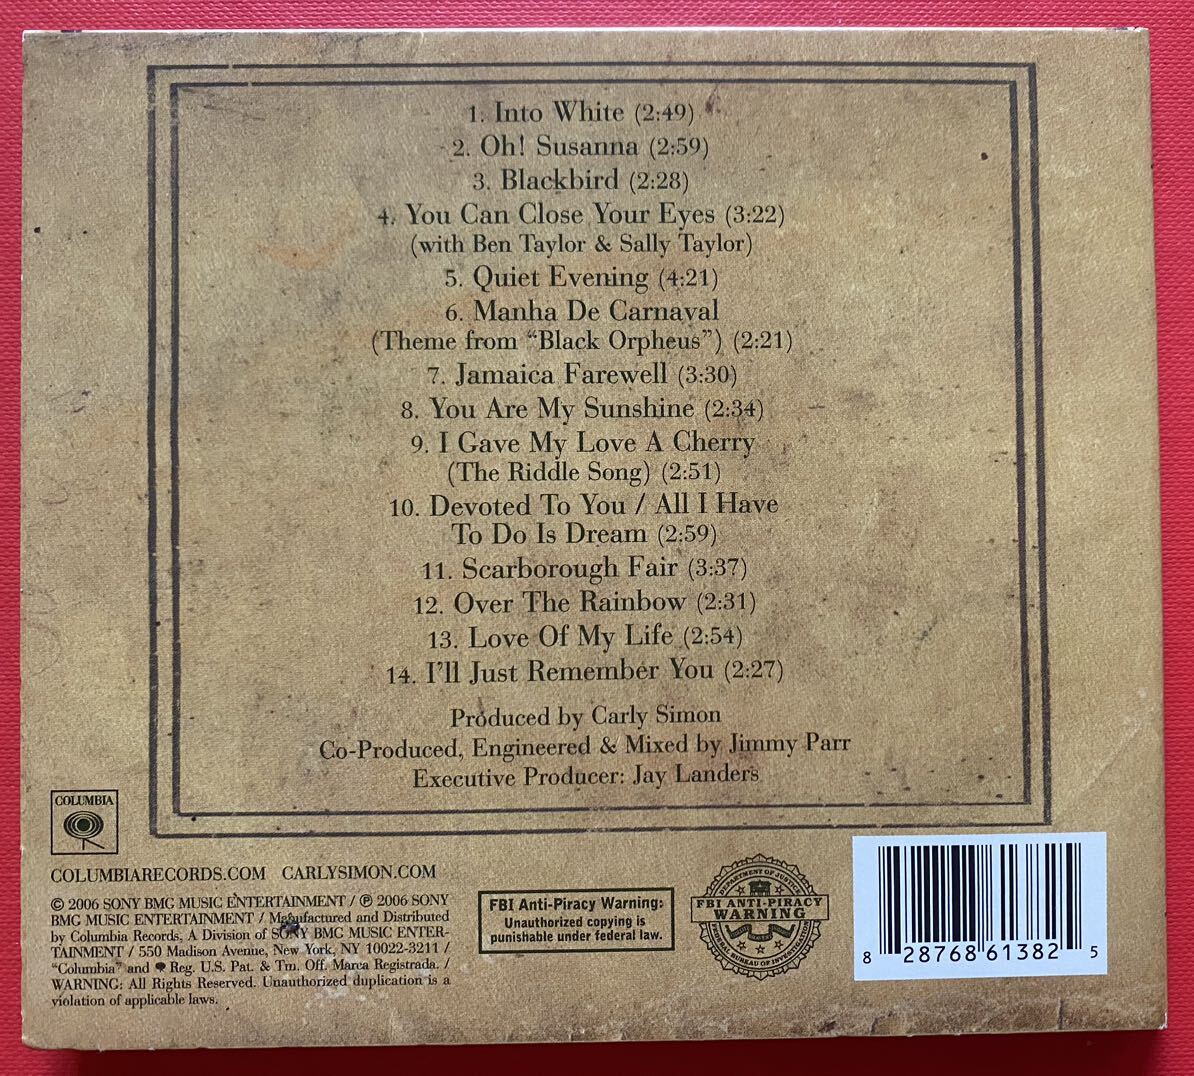 1. Into White (2:49)
2. Oh! Susanna (2:59)
3. Blackbird (2:28)
4. You Can Close Your Eyes (3:22)
(with Ben Taylor & Sally Taylor)
5. Quiet Evening (4:21)
6. Manha De Carnaval
(Theme from “Black Orpheus”) (2:21)
7. Jamaica Farewell (3:30)
8. You Are My Sunshine (2:34)
9. I Gave My Love A Cherry
(The Riddle Song) (2:51)
10. Devoted To You / All I Have
To Do Is Dream (2:59)
11. Scarborough Fair (3:37)
12. Over The Rainbow (2:31)
13. Love Of My Life (2:54)
14. I’ll Just Remember You (2:27)
Produced by Carly Simon
Co-Produced, Engineered & Mixed by Jimmy Parr
Executive Producer: Jay Landers
COLUMBIA
COLUMBIARECORDS.COM CARLYSIMON.COM
© 2006 SONY BMG MUSIC ENTERTAINMENT / ℗ 2006 SONY
BMG MUSIC ENTERTAINMENT / Manufactured and Distributed
by Columbia Records, A Division of SONY BMG MUSIC ENTER-
TAINMENT / 550 Madison Avenue, New York, NY 10022-3211 /
“Columbia” and Reg. U.S. Pat. & Tm. Off. Marca Registrada. /
WARNING: All Rights Reserved. Unauthorized duplication is a
violation of applicable laws.
FBI Anti-Piracy Warning:
Unauthorized copying is
punishable under federal law.
DEPARTMENT OF JUSTICE
FBI ANTI-PIRACY
WARNING
FEDERAL BUREAU OF INVESTIGATION
8 28768 61382 5